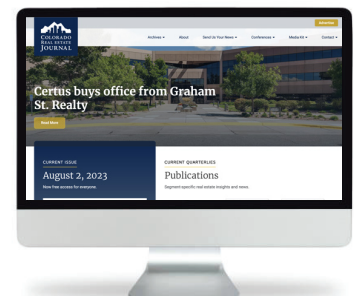 Advertise
COLORADO
REAL ESTATE
JOURNAL
Archives About Send Us Your News Conferences Media Kit Contact
Certus buys office from Graham
St. Realty
Read More
CURRENT ISSUE
August 2, 2023
Now free access for everyone.
CURRENT QUARTERLIES
Publications
Segment-specific real estate insights and news.